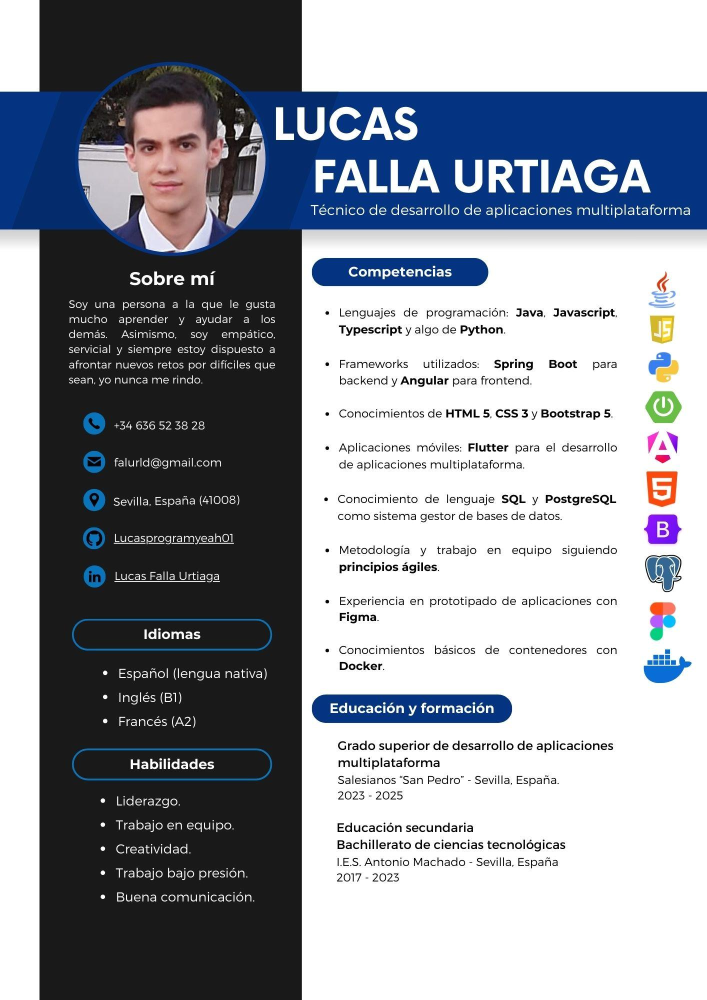 LUCAS
FALLA URTIAGA
Técnico de desarrollo de aplicaciones multiplataforma
Sobre mí
Soy una persona a la que le gusta
mucho aprender y ayudar a los
demás. Asimismo, soy empático,
servicial y siempre estoy dispuesto a
afrontar nuevos retos por difíciles que
sean, yo nunca me rindo.
+34 636 52 38 28
falurld@gmail.com
Sevilla, España (41008)
Lucasprogramyeah01
in
Lucas Falla Urtiaga
Idiomas
• Español (lengua nativa)
• Inglés (B1)
• Francés (A2)
Habilidades
• Liderazgo.
• Trabajo en equipo.
• Creatividad.
• Trabajo bajo presión.
• Buena comunicación.
Competencias
• Lenguajes de programación: Java, Javascript,
Typescript y algo de Python.
• Frameworks utilizados: Spring Boot para
backend y Angular para frontend.
• Conocimientos de HTML 5, CSS 3 y Bootstrap 5.
• Aplicaciones móviles: Flutter para el desarrollo
de aplicaciones multiplataforma.
• Conocimiento de lenguaje SQL y PostgreSQL
como sistema gestor de bases de datos.
• Metodología y trabajo en equipo siguiendo
principios ágiles.
• Experiencia en prototipado de aplicaciones con
Figma.
• Conocimientos básicos de contenedores con
Docker.
JS
A
5
B
Educación y formación
Grado superior de desarrollo de aplicaciones
multiplataforma
Salesianos “San Pedro” - Sevilla, España.
2023 - 2025
Educación secundaria
Bachillerato de ciencias tecnológicas
I.E.S. Antonio Machado - Sevilla, España
2017 - 2023